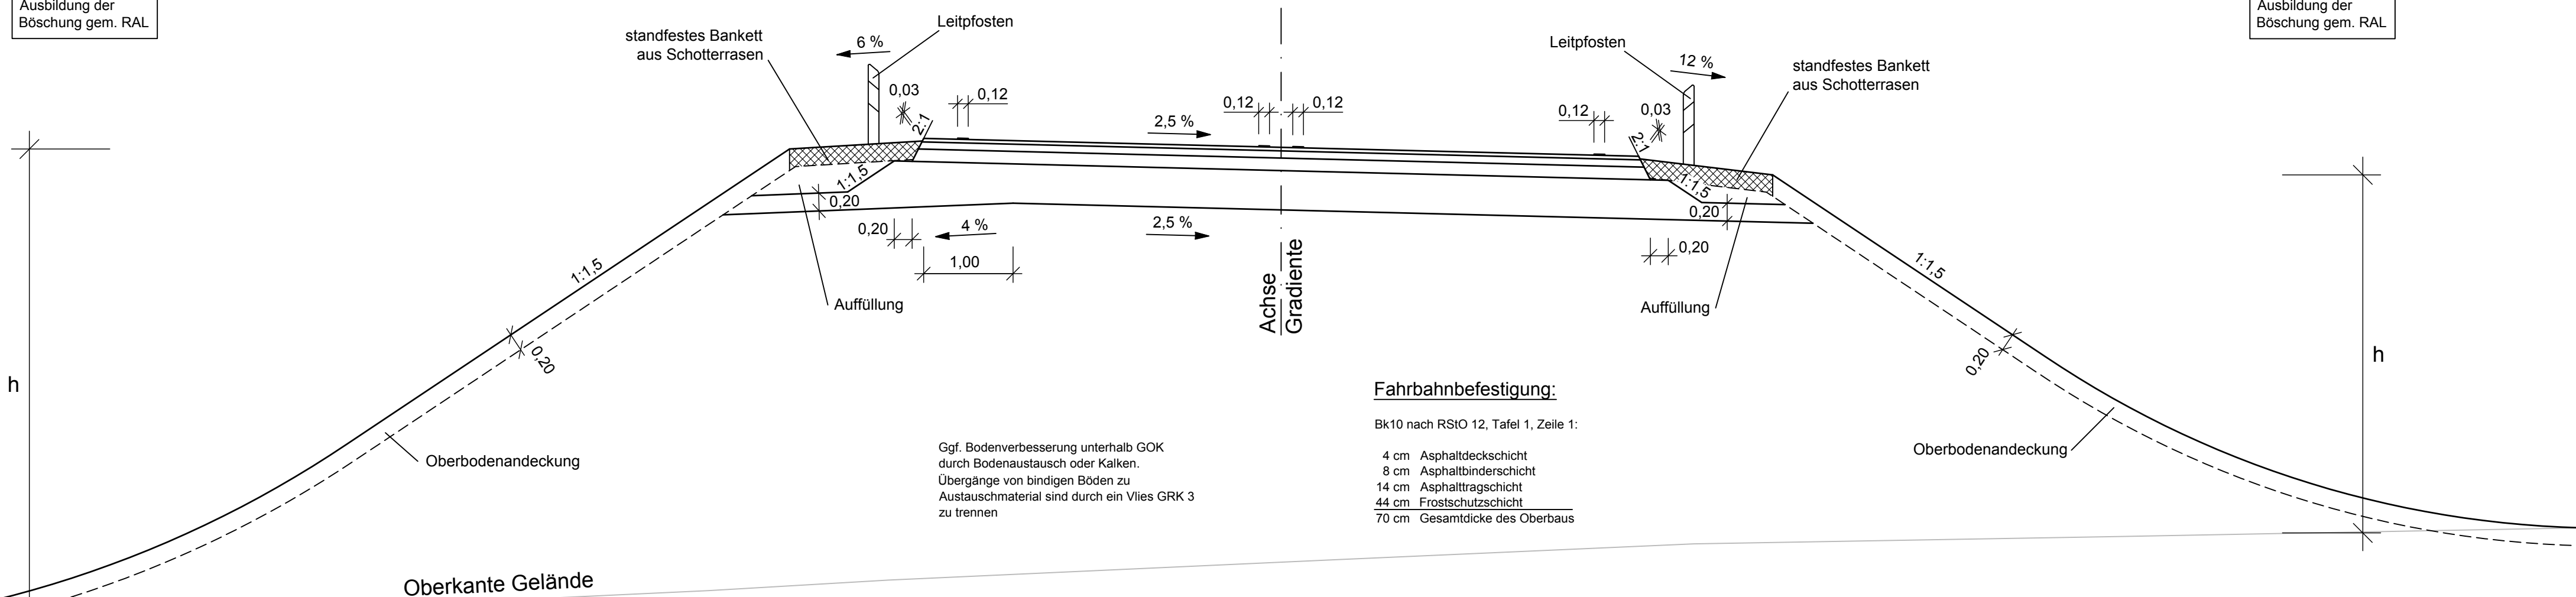 Ausbildung der
Böschung gem. RAL
Ausbildung der
Böschung gem. RAL
standfestes Bankett
aus Schotterrasen
6 %
Leitpfosten
Leitpfosten
12 %
standfestes Bankett
aus Schotterrasen
0,03
2:1
0,12
0,12
0,12
0,12
0,03
2:1
2,5 %
1:1,5
0,20
1:1,5
0,20
0,20
4 %
2,5 %
0,20
1,00
Achse
Gradiente
Auffüllung
Auffüllung
1:1,5
1:1,5
0,20
0,20
h
h
Oberbodenandeckung
Oberbodenandeckung
Ggf. Bodenverbesserung unterhalb GOK
durch Bodenaustausch oder Kalken.
Übergänge von bindigen Böden zu
Austauschmaterial sind durch ein Vlies GRK 3
zu trennen
Fahrbahnbefestigung:
Bk10 nach RStO 12, Tafel 1, Zeile 1:
4 cm Asphaltdeckschicht
8 cm Asphaltbinderschicht
14 cm Asphalttragschicht
44 cm Frostschutzschicht
70 cm Gesamtdicke des Oberbaus
Oberkante Gelände